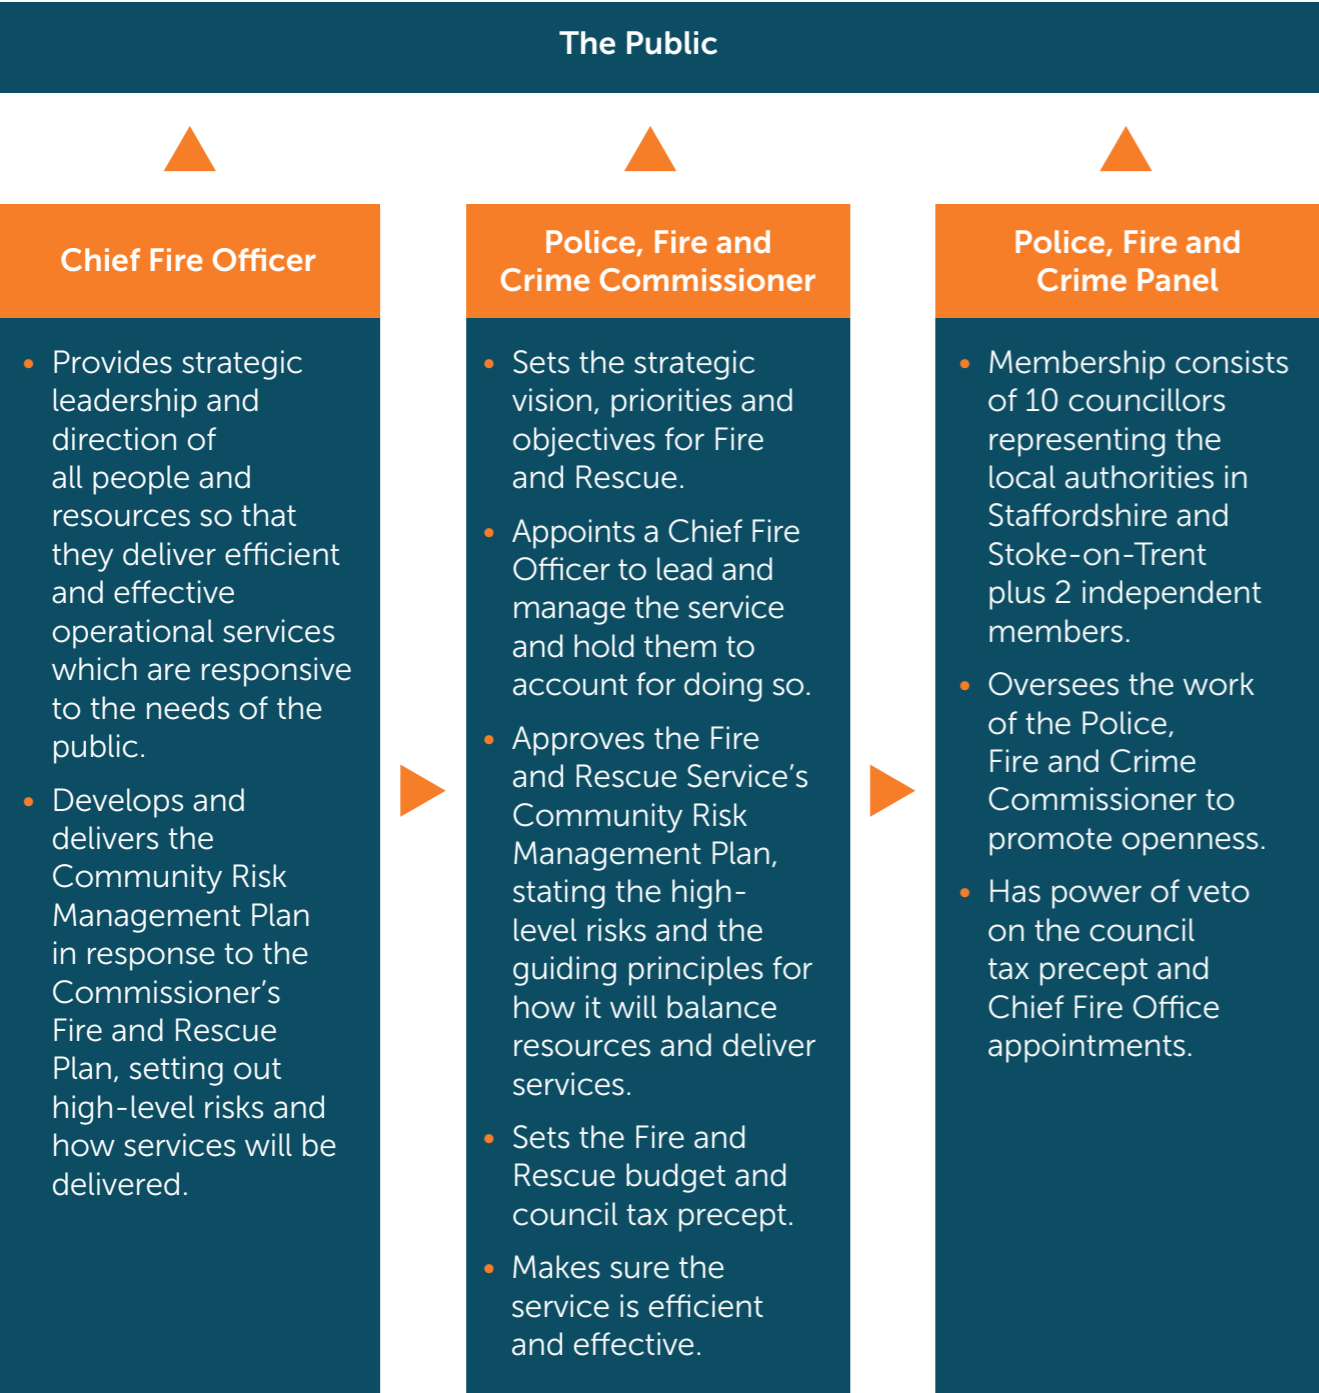 The Public
Chief Fire Officer
• Provides strategic
leadership and
direction of
all people and
resources so that
they deliver efficient
and effective
operational services
which are responsive
to the needs of the
public.
• Develops and
delivers the
Community Risk
Management Plan
in response to the
Commissioner's
Fire and Rescue
Plan, setting out
high-level risks and
how services will be
delivered.
Police, Fire and
Crime Commissioner
• Sets the strategic
vision, priorities and
objectives for Fire
and Rescue.
• Appoints a Chief Fire
Officer to lead and
manage the service
and hold them to
account for doing so.
• Approves the Fire
and Rescue Service's
Community Risk
Management Plan,
stating the high-
level risks and the
guiding principles for
how it will balance
resources and deliver
services.
• Sets the Fire and
Rescue budget and
council tax precept.
• Makes sure the
service is efficient
and effective.
Police, Fire and
Crime Panel
• Membership consists
of 10 councillors
representing the
local authorities in
Staffordshire and
Stoke-on-Trent
plus 2 independent
members.
• Oversees the work
of the Police,
Fire and Crime
Commissioner to
promote openness.
• Has power of veto
on the council
tax precept and
Chief Fire Office
appointments.